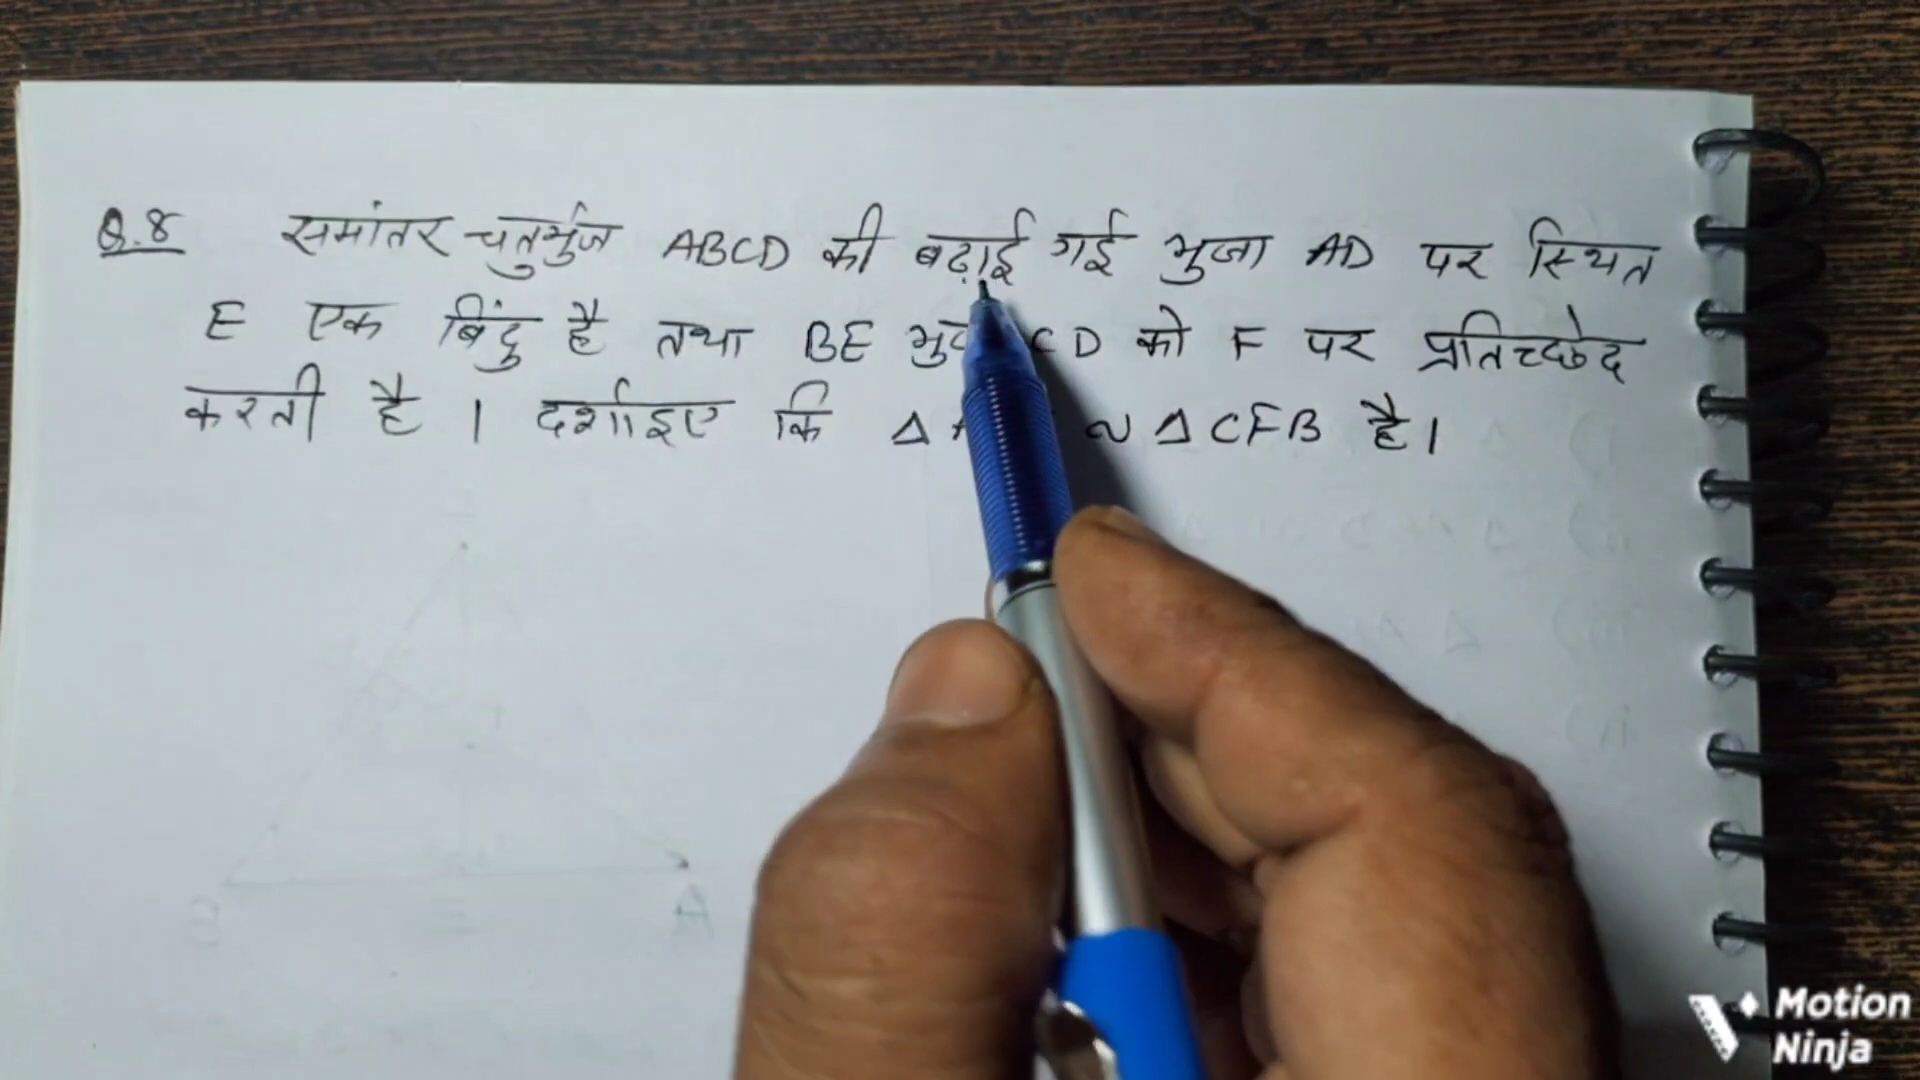 Q.8 समांतर चतुर्भुज ABCD की बढ़ाई गई भुजा AD पर स्थित
E एक बिंदु है तथा BE CD को F पर प्रतिच्छेद
करती है । दर्शाइए कि Δ ~ Δ CFB है।
Motion
Ninja